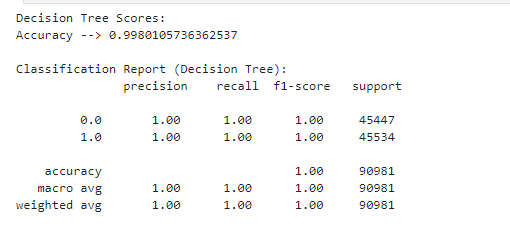 Decision Tree Scores:
Accuracy --> 0.9980105736362537
Classification Report (Decision Tree):
precision recall f1-score support
0.0 1.00 1.00 1.00 45447
1.0 1.00 1.00 1.00 45534
accuracy 1.00 90981
macro avg 1.00 1.00 1.00 90981
weighted avg 1.00 1.00 1.00 90981